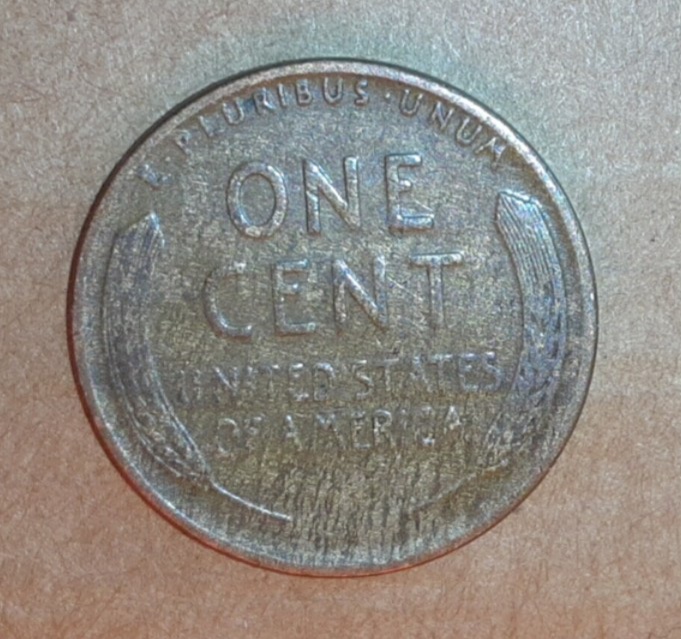 E·PLURIBUS·UNUM
ONE
CENT
UNITED STATES
OF AMERICA